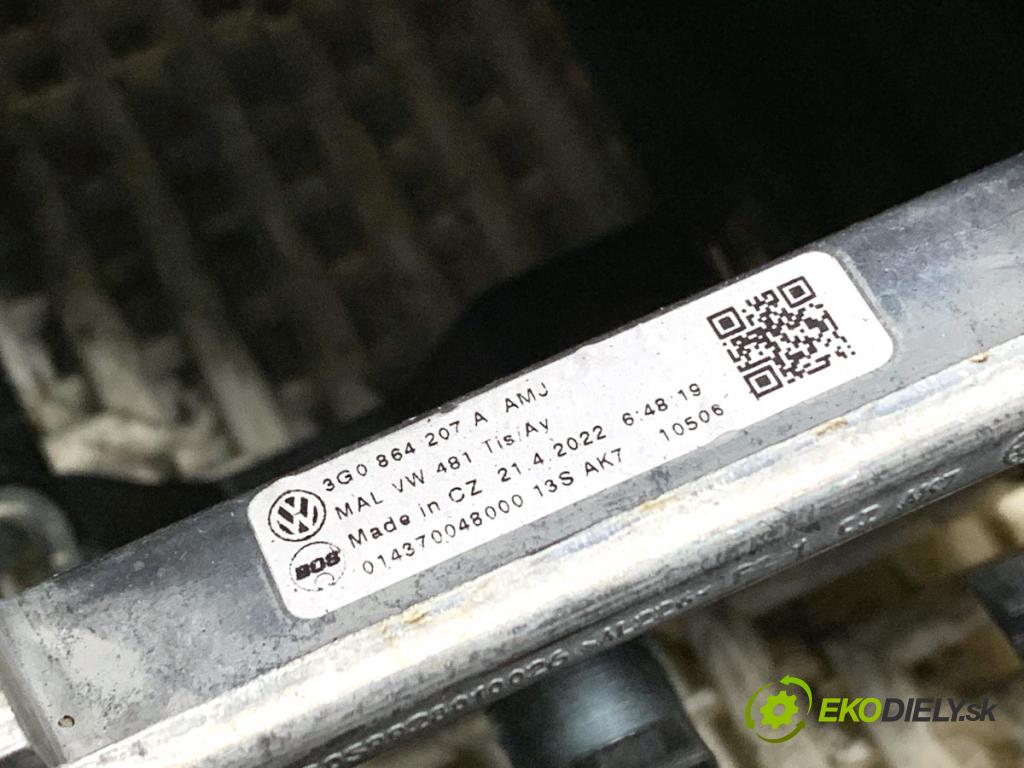 3G0 864 207 A AMJ
MAL VW 481 Tis/Ay
Made in CZ 21.4.2022 6:48:19
014370048000 13S AK7 10506
BOS
EKODIELY.sk